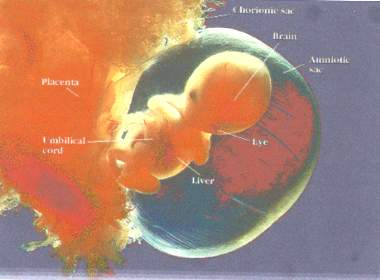 Chorionic sac
Brain
Amniotic
sac
Placenta
Umbilical
cord
Eye
Liver